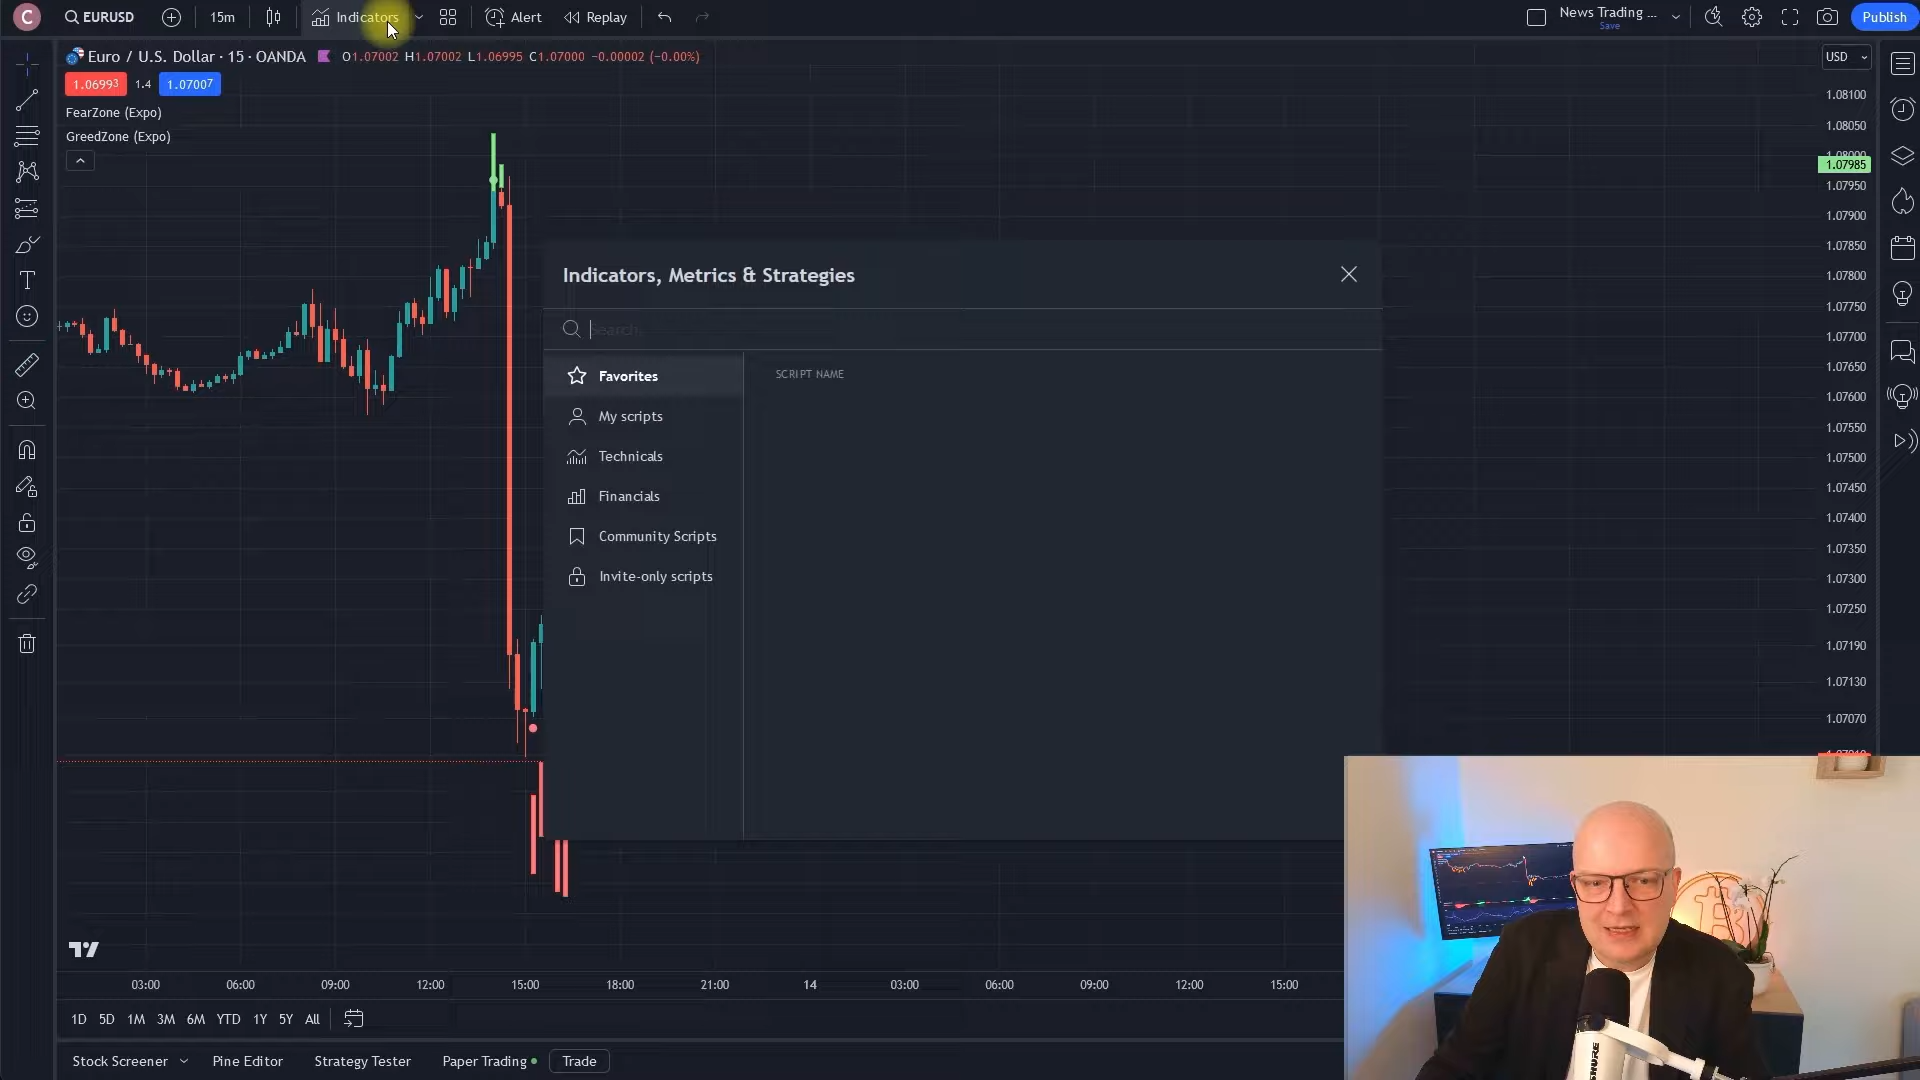 C
EURUSD
15m
Indicators
Alert
Replay
News Trading ...
Save
Publish
Euro / U.S. Dollar · 15 · OANDA
O1.07002 H1.07002 L1.06995 C1.07000 −0.00002 (−0.00%)
USD
1.06993
1.4
1.07007
FearZone (Expo)
GreedZone (Expo)
1.08100
1.08050
1.07985
1.07950
1.07900
1.07850
1.07800
1.07750
1.07700
1.07650
1.07600
1.07550
1.07500
1.07450
1.07400
1.07350
1.07300
1.07250
1.07190
1.07130
1.07070
Indicators, Metrics & Strategies
Search
Favorites
My scripts
Technicals
Financials
Community Scripts
Invite-only scripts
SCRIPT NAME
03:00 06:00 09:00 12:00 15:00 18:00 21:00 14 03:00 06:00 09:00 12:00 15:00
1D 5D 1M 3M 6M YTD 1Y 5Y All
Stock Screener Pine Editor Strategy Tester Paper Trading Trade
SHURE